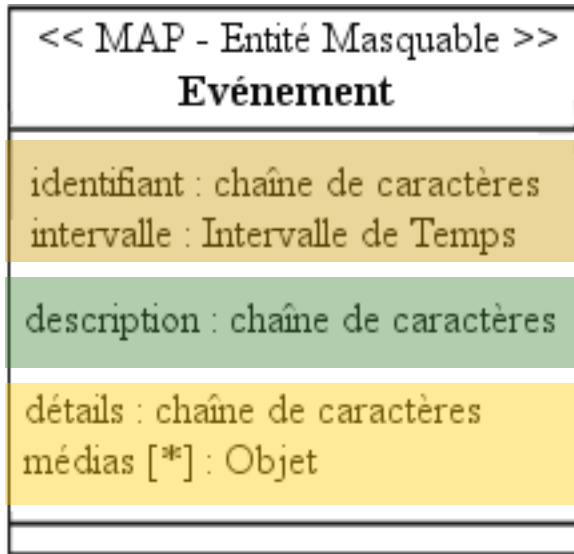 << MAP - Entité Masquable >>
Evénement
identifiant : chaîne de caractères
intervalle : Intervalle de Temps
description : chaîne de caractères
détails : chaîne de caractères
médias [*] : Objet